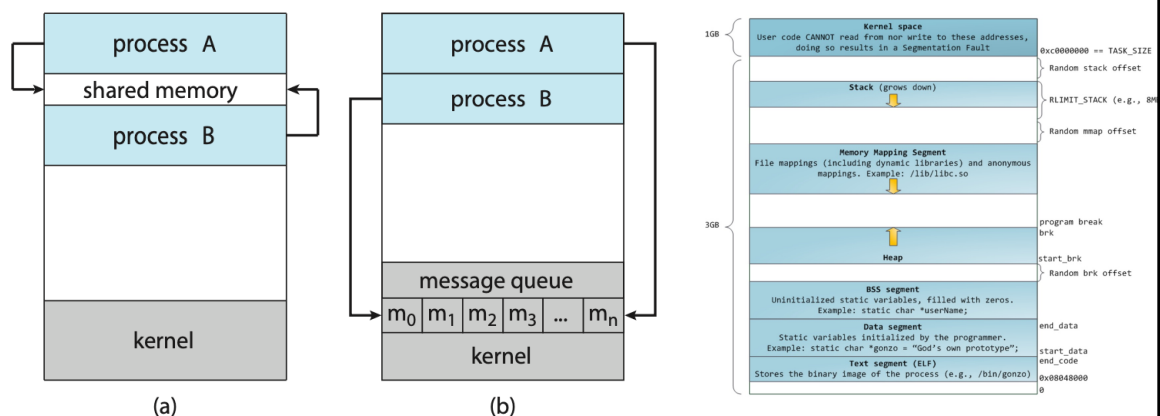 process A
shared memory
process B
kernel
(a)
process A
process B
message queue
m0 m1 m2 m3 ... mn
kernel
(b)
1GB
Kernel space
User code CANNOT read from nor write to these addresses,
doing so results in a Segmentation Fault
0xc0000000 == TASK_SIZE
Random stack offset
Stack (grows down)
RLIMIT_STACK (e.g., 8M
Random mmap offset
Memory Mapping Segment
File mappings (including dynamic libraries) and anonymous
mappings. Example: /lib/libc.so
3GB
program break
brk
Heap
start_brk
Random brk offset
BSS segment
Uninitialized static variables, filled with zeros.
Example: static char *userName;
end_data
Data segment
Static variables initialized by the programmer.
Example: static char *gonzo = “God’s own prototype”;
start_data
end_code
Text segment (ELF)
Stores the binary image of the process (e.g., /bin/gonzo)
0x08048000
0